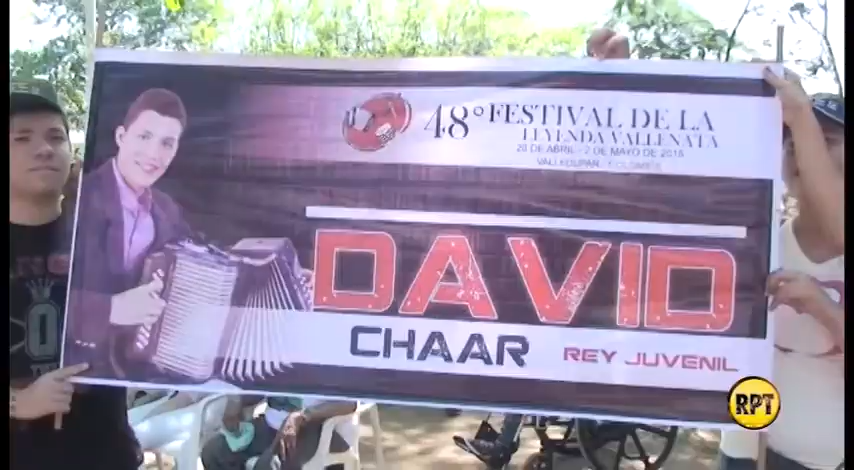 48° FESTIVAL DE LA
LEYENDA VALLENATA
28 DE ABRIL - 2 DE MAYO DE 2015
VALLEDUPAR - COLOMBIA
DAVID
CHAAR
REY JUVENIL
RPT